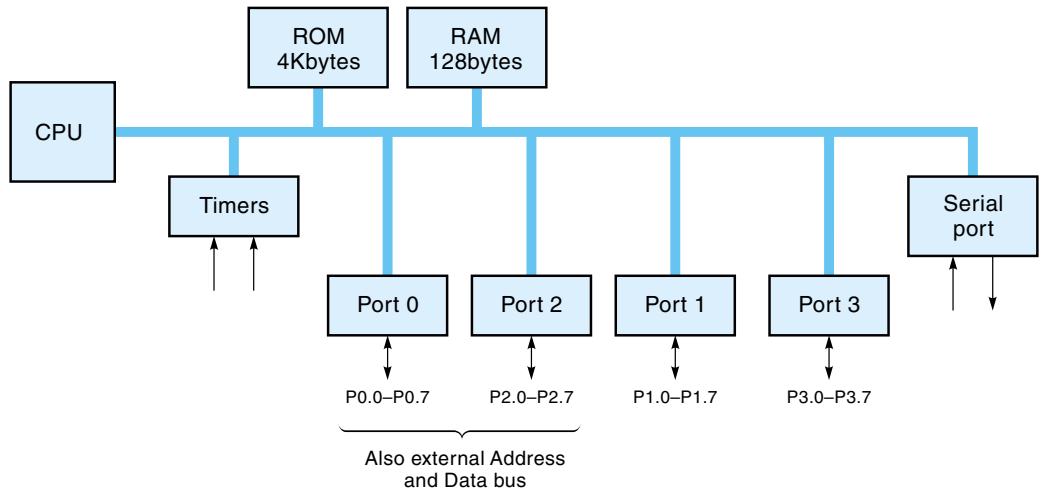 ROM
4Kbytes
RAM
128bytes
CPU
Timers
Serial
port
Port 0
Port 2
Port 1
Port 3
P0.0–P0.7
P2.0–P2.7
P1.0–P1.7
P3.0–P3.7
Also external Address
and Data bus